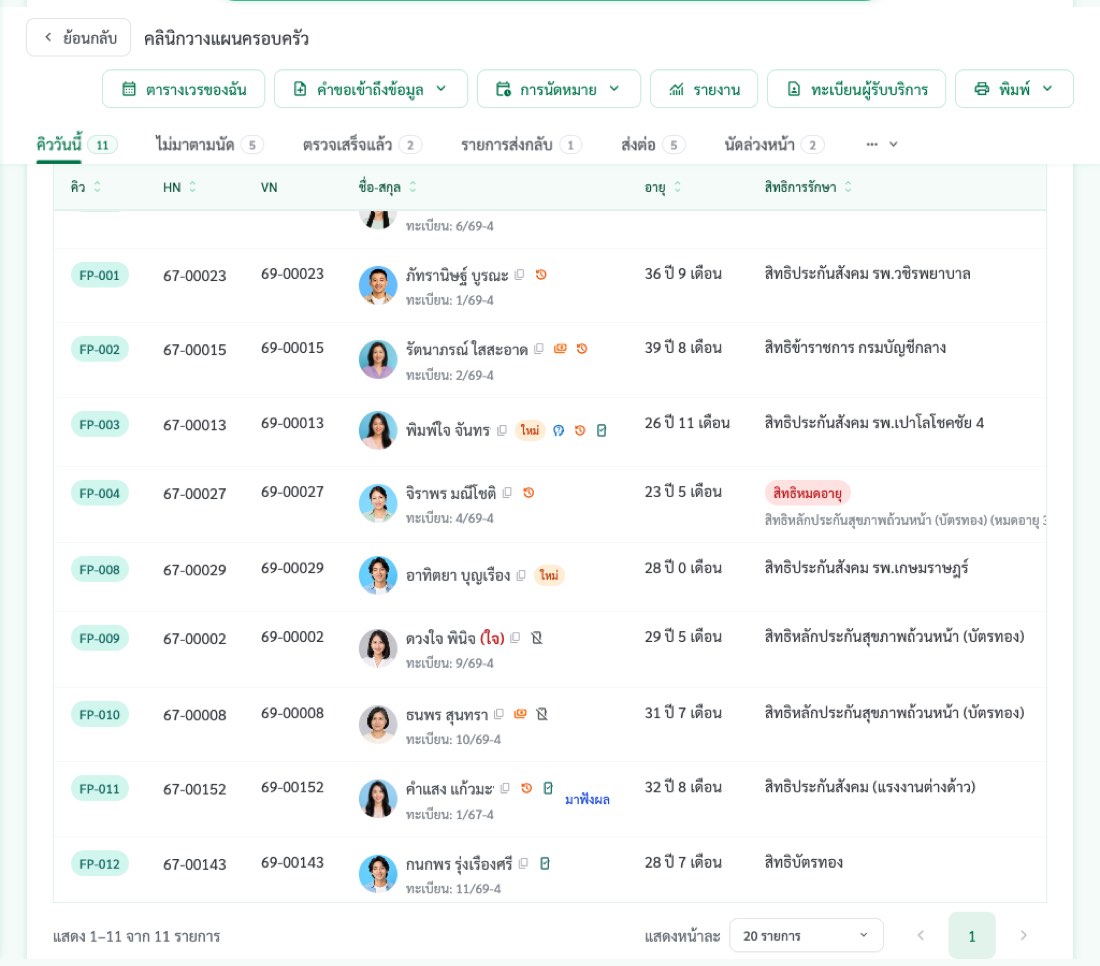 ย้อนกลับ คลินิกวางแผนครอบครัว
ตารางเวรของฉัน คำขอเข้าถึงข้อมูล การนัดหมาย รายงาน ทะเบียนผู้รับบริการ พิมพ์
คิววันนี้ 11 ไม่มาตามนัด 5 ตรวจเสร็จแล้ว 2 รายการส่งกลับ 1 ส่งต่อ 5 นัดล่วงหน้า 2 ...
คิว HN VN ชื่อ-สกุล อายุ สิทธิการรักษา
ทะเบียน: 6/69-4
FP-001 67-00023 69-00023 ภัทรานิษฐ์ บูรณะ 36 ปี 9 เดือน สิทธิประกันสังคม รพ.วชิรพยาบาล
ทะเบียน: 1/69-4
FP-002 67-00015 69-00015 รัตนาภรณ์ ใสสะอาด 39 ปี 8 เดือน สิทธิข้าราชการ กรมบัญชีกลาง
ทะเบียน: 2/69-4
FP-003 67-00013 69-00013 พิมพ์ใจ จันทร ใหม่ 26 ปี 11 เดือน สิทธิประกันสังคม รพ.เปาโลโชคชัย 4
FP-004 67-00027 69-00027 จิราพร มณีโชติ 23 ปี 5 เดือน สิทธิหมดอายุ
ทะเบียน: 4/69-4 สิทธิหลักประกันสุขภาพถ้วนหน้า (บัตรทอง) (หมดอายุ
FP-008 67-00029 69-00029 อาทิตยา บุญเรือง ใหม่ 28 ปี 0 เดือน สิทธิประกันสังคม รพ.เกษมราษฎร์
FP-009 67-00002 69-00002 ดวงใจ พินิจ (ใจ) 29 ปี 5 เดือน สิทธิหลักประกันสุขภาพถ้วนหน้า (บัตรทอง)
ทะเบียน: 9/69-4
FP-010 67-00008 69-00008 ธนพร สุนทรา 31 ปี 7 เดือน สิทธิหลักประกันสุขภาพถ้วนหน้า (บัตรทอง)
ทะเบียน: 10/69-4
FP-011 67-00152 69-00152 คำแสง แก้วมะ 32 ปี 8 เดือน สิทธิประกันสังคม (แรงงานต่างด้าว)
มาฟังผล
ทะเบียน: 1/67-4
FP-012 67-00143 69-00143 กนกพร รุ่งเรืองศรี 28 ปี 7 เดือน สิทธิบัตรทอง
ทะเบียน: 11/69-4
แสดง 1–11 จาก 11 รายการ แสดงหน้าละ 20 รายการ 1